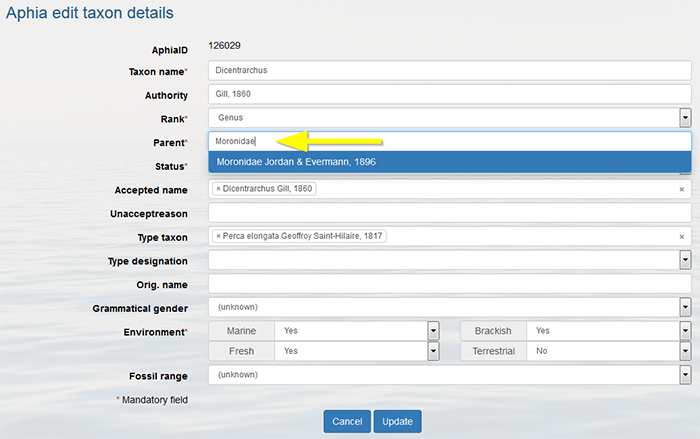 Aphia edit taxon details
AphiaID 126029
Taxon name* Dicentrarchus
Authority Gill, 1860
Rank* Genus
Parent* Moronidae
Moronidae Jordan & Evermann, 1896
Status*
Accepted name × Dicentrarchus Gill, 1860 ×
Unacceptreason
Type taxon × Perca elongata Geoffroy Saint-Hilaire, 1817 ×
Type designation
Orig. name
Grammatical gender (unknown)
Environment* Marine Yes Brackish Yes
Fresh Yes Terrestrial No
Fossil range (unknown)
* Mandatory field
Cancel Update